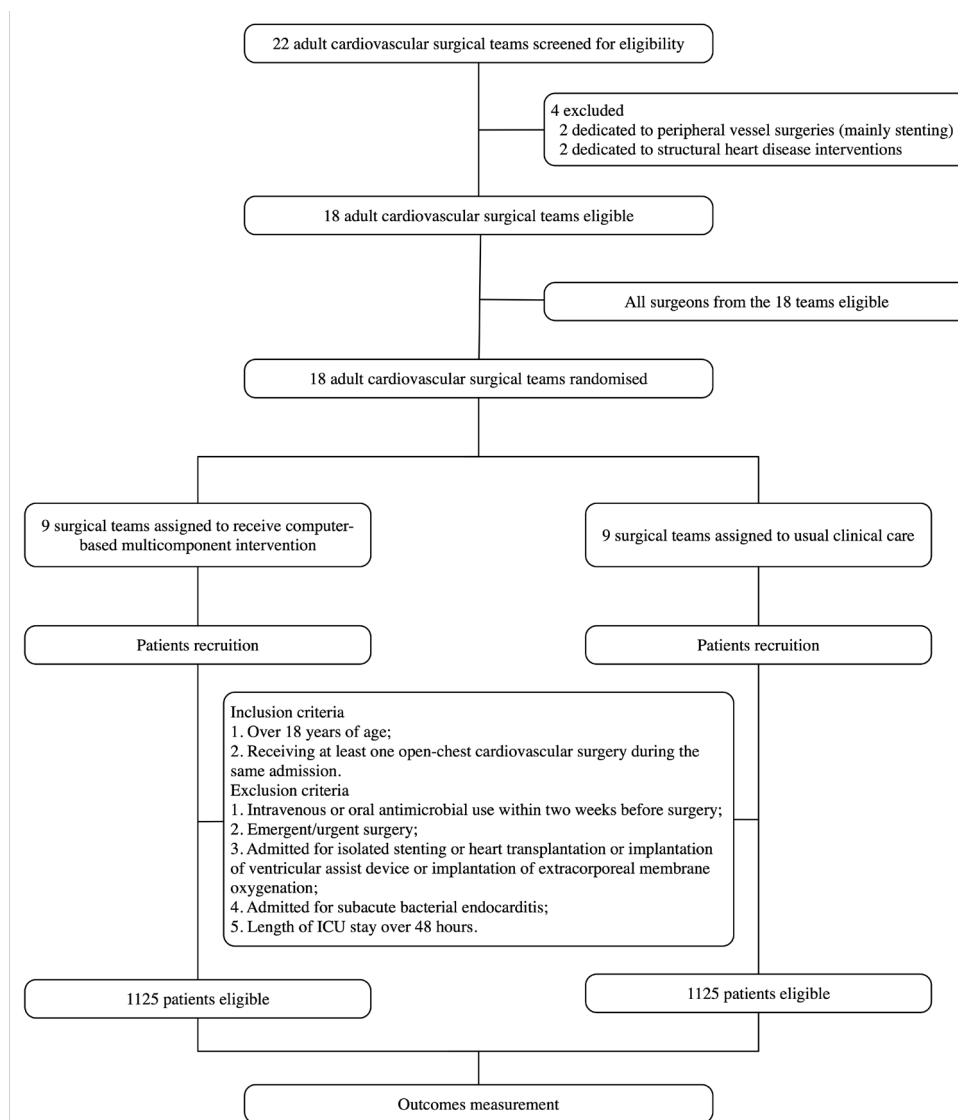 22 adult cardiovascular surgical teams screened for eligibility
4 excluded
2 dedicated to peripheral vessel surgeries (mainly stenting)
2 dedicated to structural heart disease interventions
18 adult cardiovascular surgical teams eligible
All surgeons from the 18 teams eligible
18 adult cardiovascular surgical teams randomised
9 surgical teams assigned to receive computer-
based multicomponent intervention
9 surgical teams assigned to usual clinical care
Patients recruition
Patients recruition
Inclusion criteria
1. Over 18 years of age;
2. Receiving at least one open-chest cardiovascular surgery during the
same admission.
Exclusion criteria
1. Intravenous or oral antimicrobial use within two weeks before surgery;
2. Emergent/urgent surgery;
3. Admitted for isolated stenting or heart transplantation or implantation
of ventricular assist device or implantation of extracorporeal membrane
oxygenation;
4. Admitted for subacute bacterial endocarditis;
5. Length of ICU stay over 48 hours.
1125 patients eligible
1125 patients eligible
Outcomes measurement